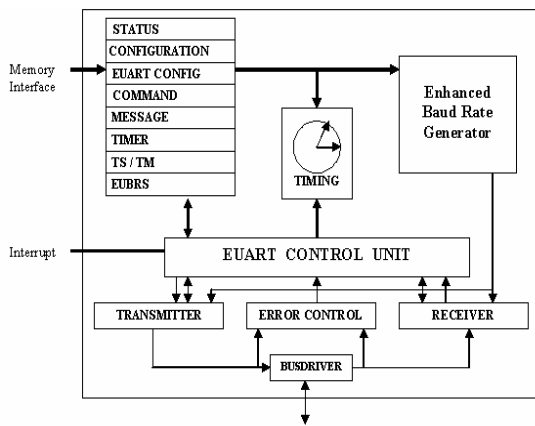 STATUS
CONFIGURATION
EUART CONFIG
COMMAND
MESSAGE
TIMER
TS / TM
EUBRS
Memory
Interface
Enhanced
Baud Rate
Generator
TIMING
Interrupt
EUART CONTROL UNIT
TRANSMITTER
ERROR CONTROL
RECEIVER
BUSDRIVER